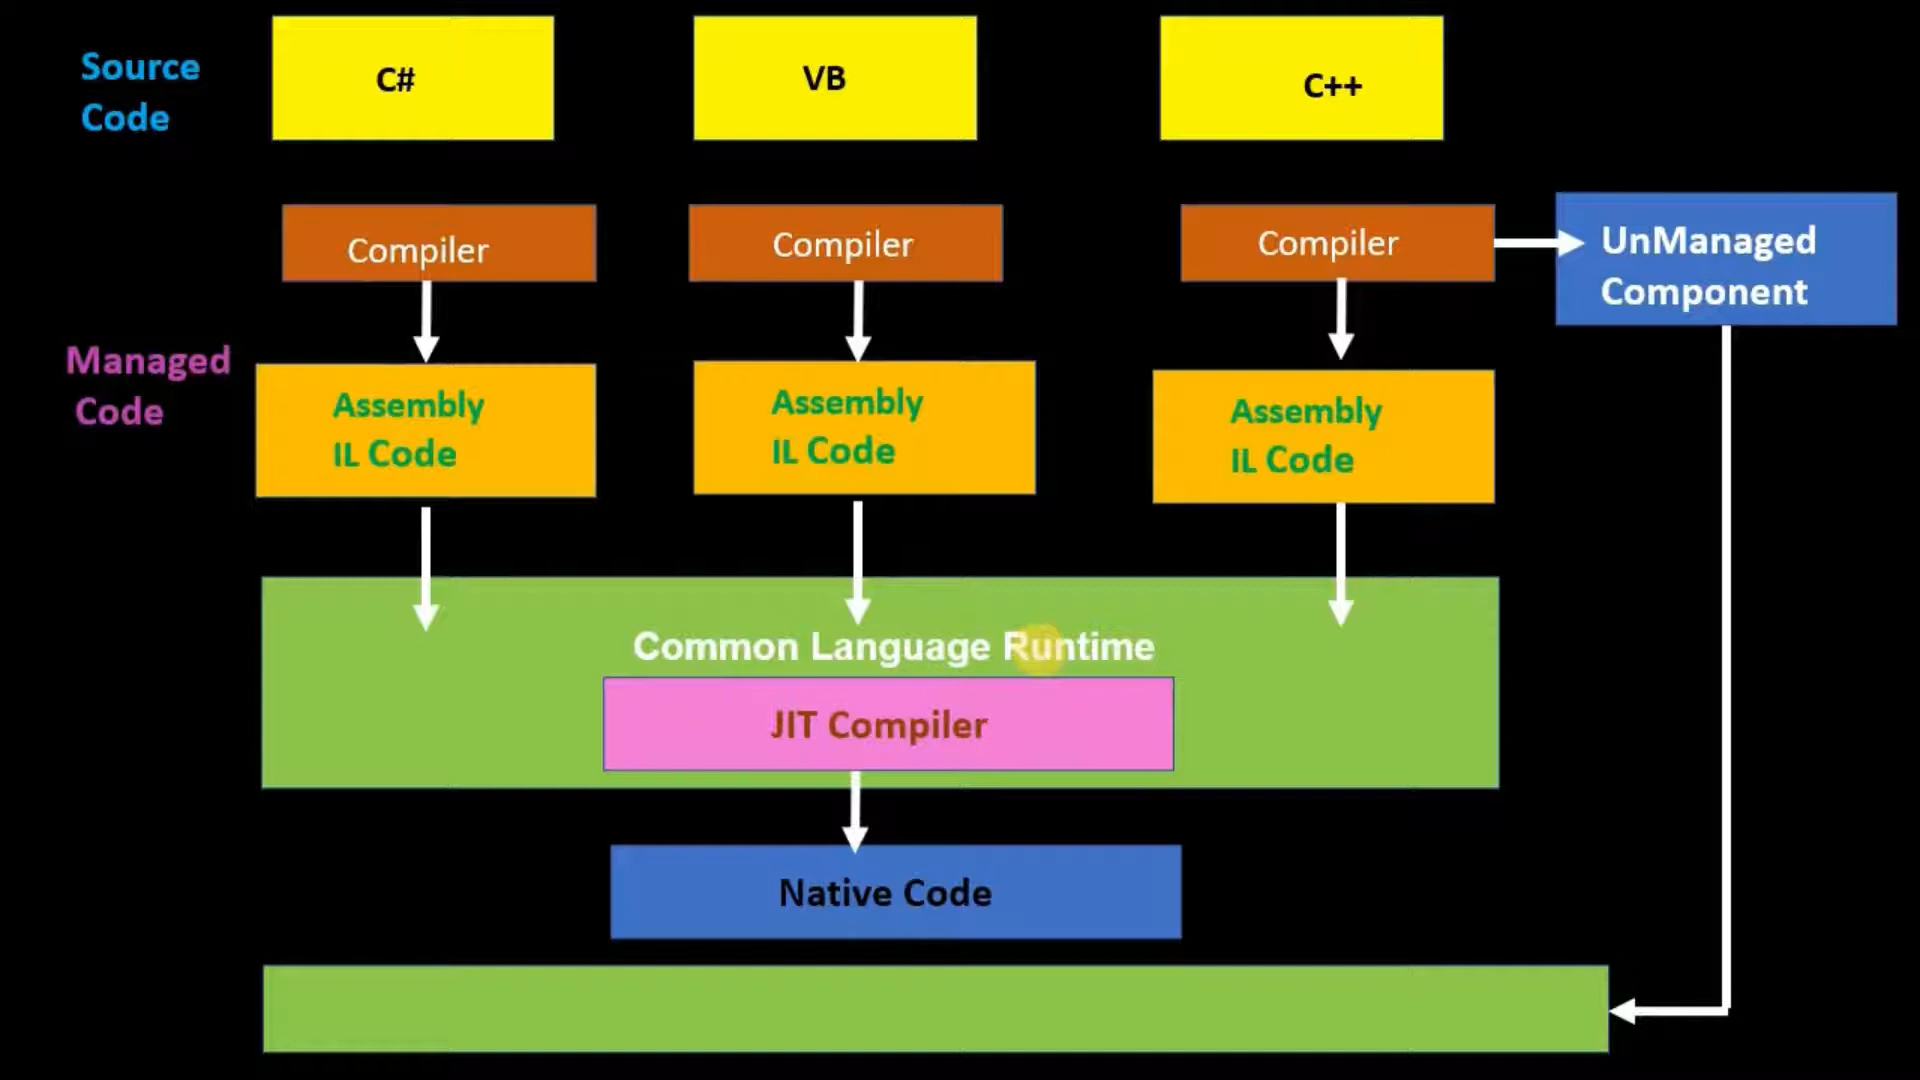 Source
Code
C#
VB
C++
Compiler
Compiler
Compiler
UnManaged
Component
Managed
Code
Assembly
IL Code
Assembly
IL Code
Assembly
IL Code
Common Language Runtime
JIT Compiler
Native Code